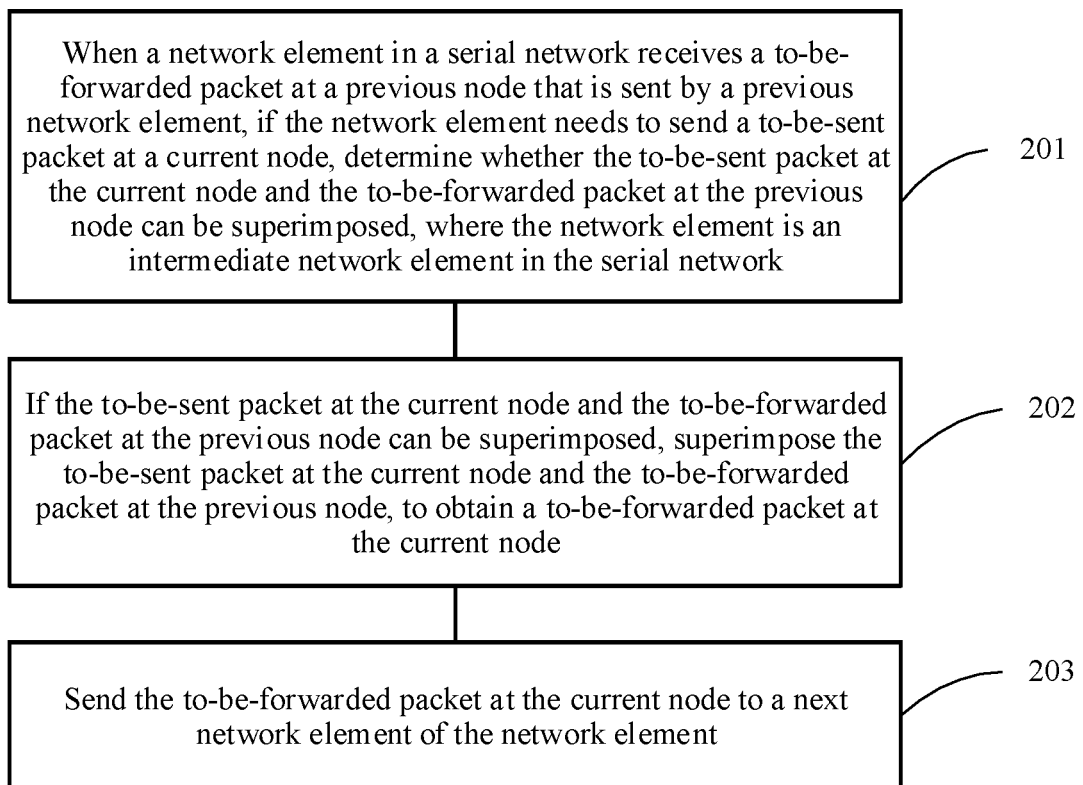 When a network element in a serial network receives a to-be-
forwarded packet at a previous node that is sent by a previous
network element, if the network element needs to send a to-be-sent
packet at a current node, determine whether the to-be-sent packet at
the current node and the to-be-forwarded packet at the previous
node can be superimposed, where the network element is an
intermediate network element in the serial network
201
If the to-be-sent packet at the current node and the to-be-forwarded
packet at the previous node can be superimposed, superimpose the
to-be-sent packet at the current node and the to-be-forwarded
packet at the previous node, to obtain a to-be-forwarded packet at
the current node
202
Send the to-be-forwarded packet at the current node to a next
network element of the network element
203